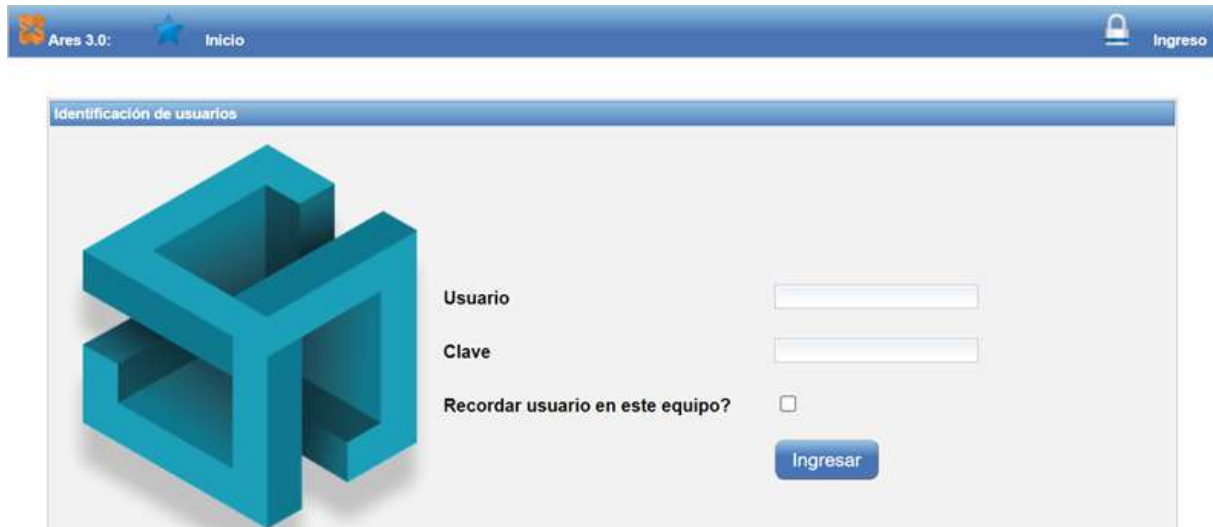 Ares 3.0: Inicio Ingreso
Identificación de usuarios
Usuario
Clave
Recordar usuario en este equipo?
Ingresar